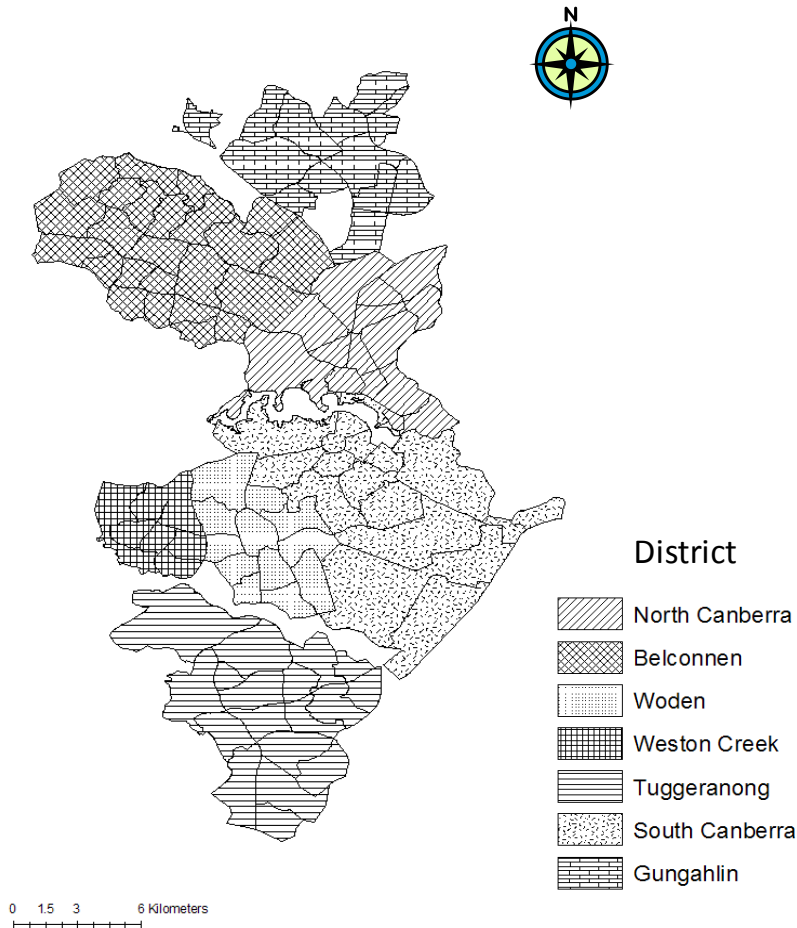 N
District
North Canberra
Belconnen
Woden
Weston Creek
Tuggeranong
South Canberra
Gungahlin
0 1.5 3 6 Kilometers